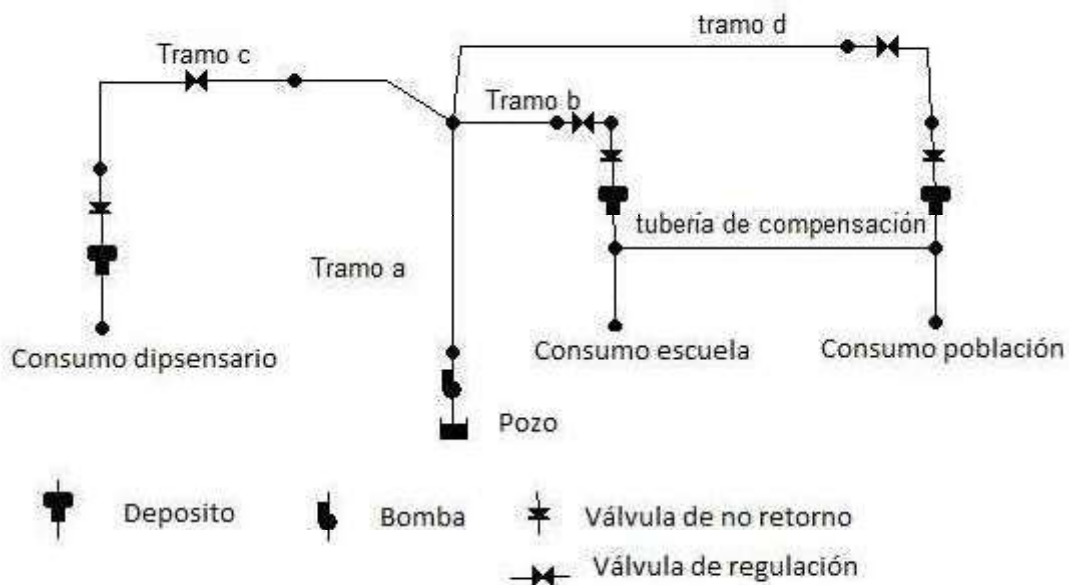 tramo d
Tramo c
Tramo b
tubería de compensación
Tramo a
Consumo dipsensario
Consumo escuela
Consumo población
Pozo
Deposito
Bomba
Válvula de no retorno
Válvula de regulación